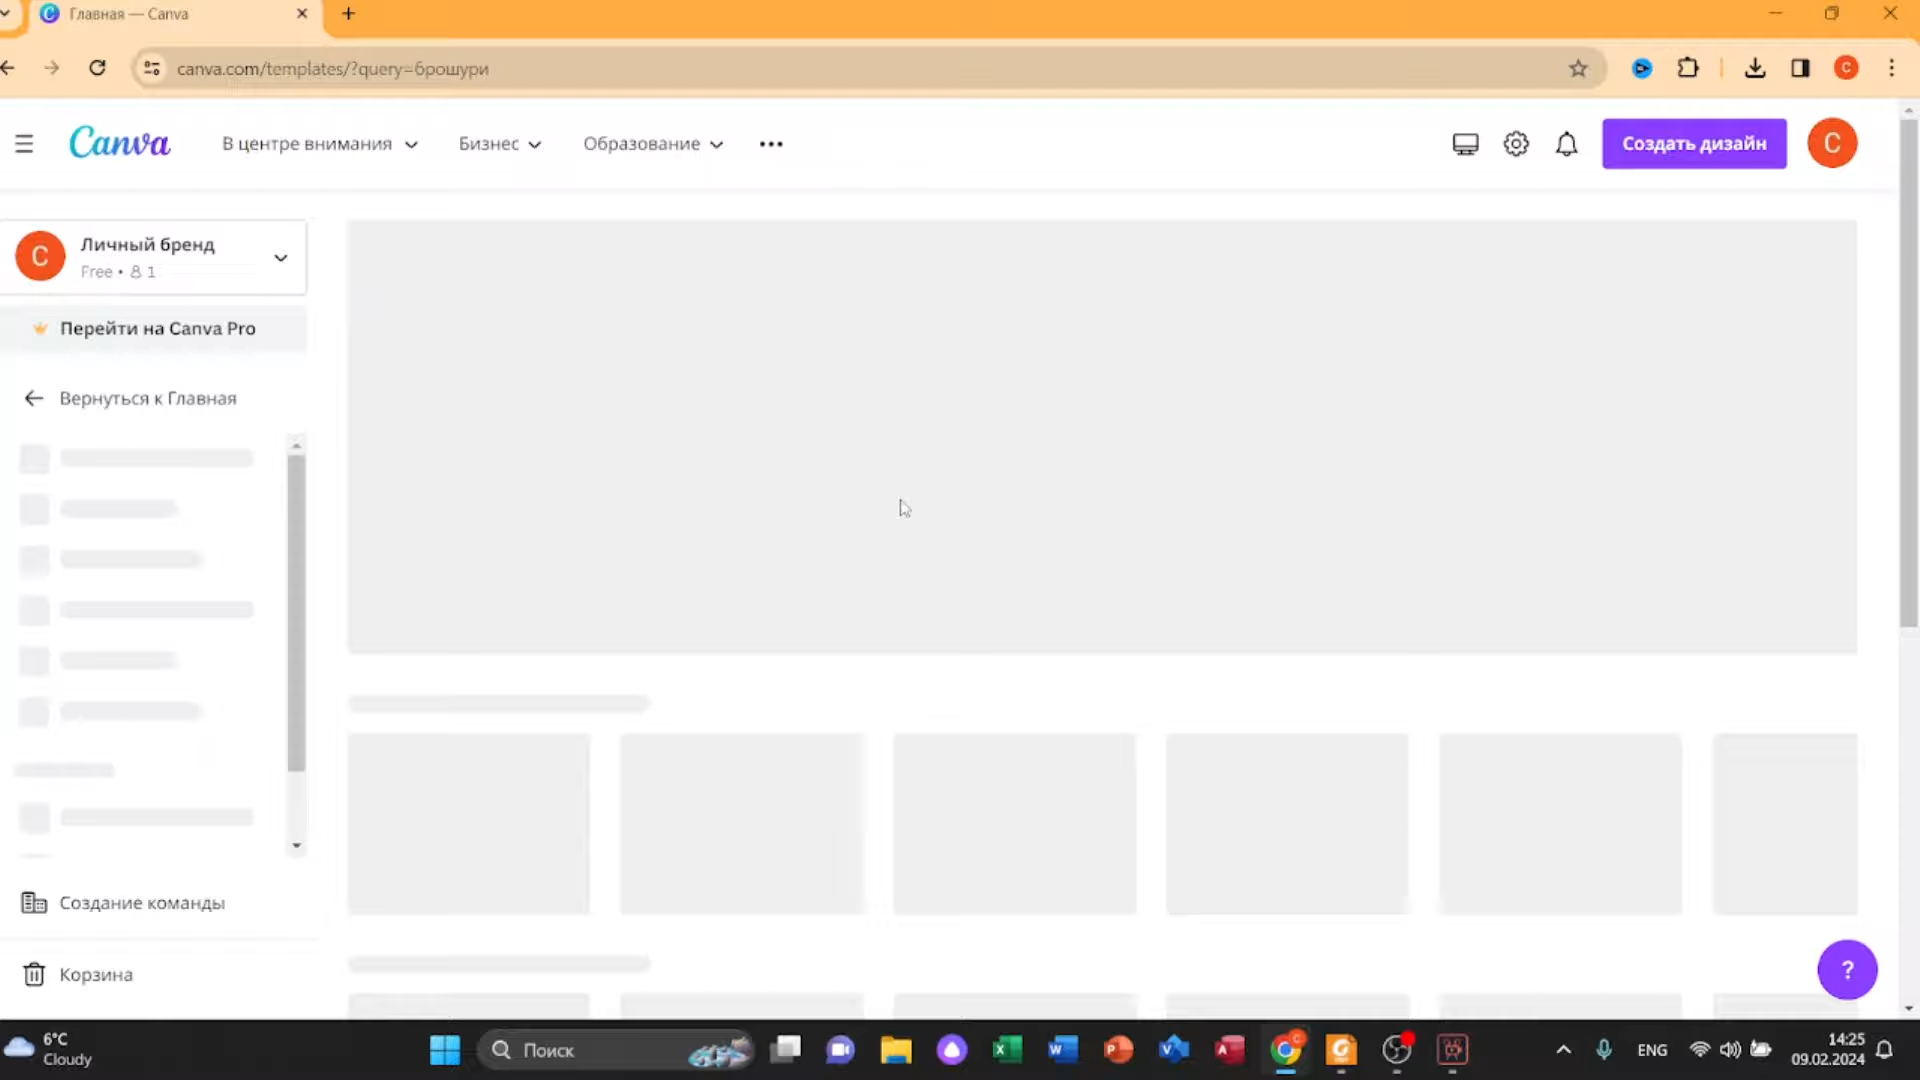 Главная — Canva
canva.com/templates/?query=брошури
Canva
В центре внимания
Бизнес
Образование
Создать дизайн
C
C
Личный бренд
Free • 1
Перейти на Canva Pro
Вернуться к Главная
Создание команды
Корзина
?
6°C
Cloudy
Поиск
ENG
14:25
09.02.2024